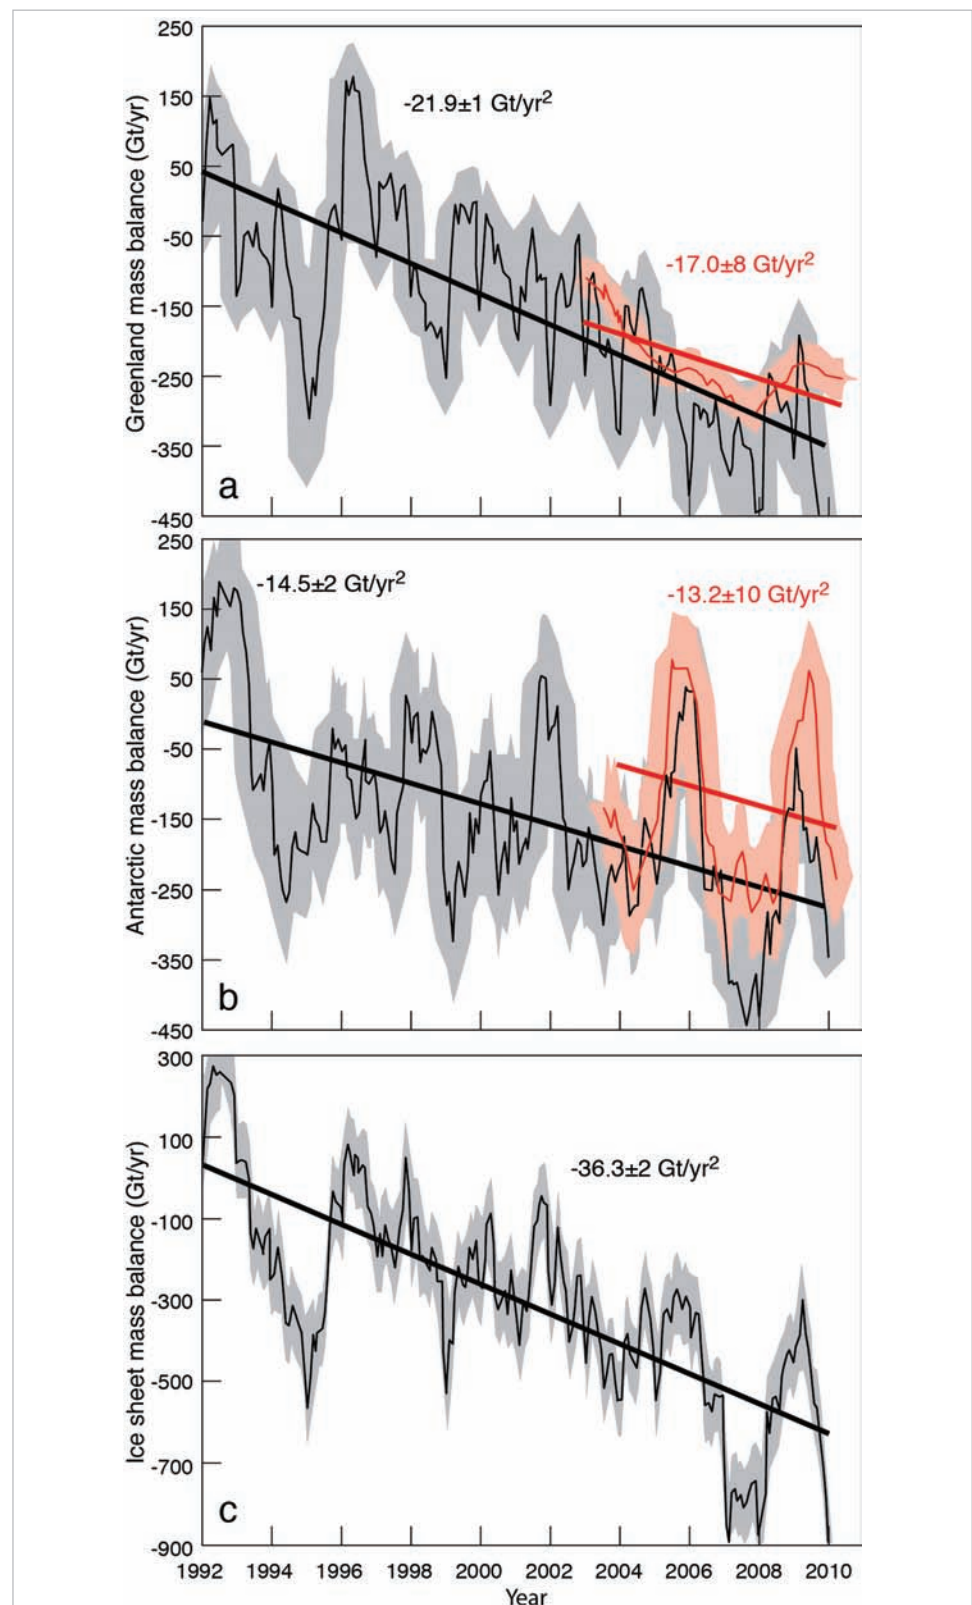 250
150
50
-50
-150
-250
-350
-450
Greenland mass balance (Gt/yr)
-21.9±1 Gt/yr²
-17.0±8 Gt/yr²
a
250
150
50
-50
-150
-250
-350
-450
Antarctic mass balance (Gt/yr)
-14.5±2 Gt/yr²
-13.2±10 Gt/yr²
b
300
100
-100
-300
-500
-700
-900
Ice sheet mass balance (Gt/yr)
-36.3±2 Gt/yr²
c
1992 1994 1996 1998 2000 2002 2004 2006 2008 2010
Year